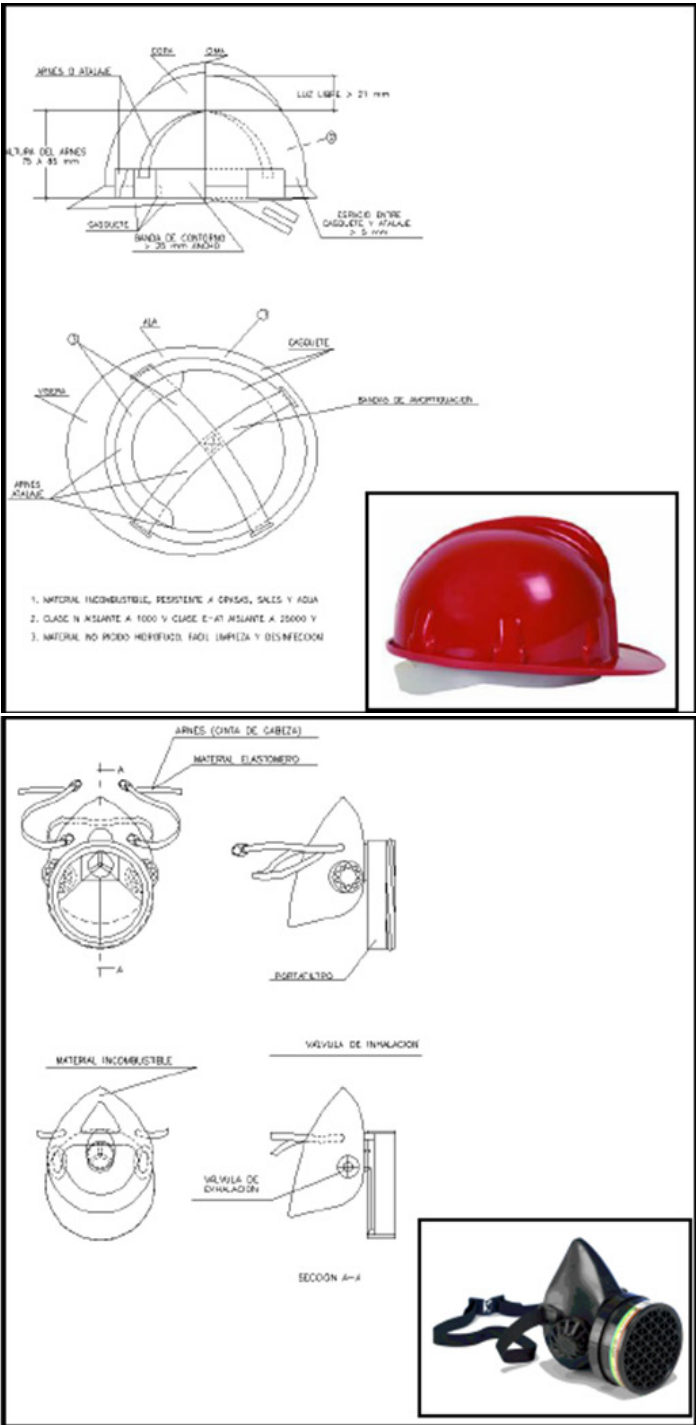 COPA
CIMA
ARNES O ATALAJE
LUZ LIBRE > 21 mm
ALTURA DEL ARNES
75 A 85 mm
2
CASQUETE
BANDA DE CONTORNO
> 25 mm ANCHO
ESPACIO ENTRE
CASQUETE Y ATALAJE
> 5 mm
3
ALA
CASQUETE
VISERA
BANDAS DE AMORTIGUACION
ARNES
ATALAJE
1. MATERIAL INCOMBUSTIBLE, RESISTENTE A GRASAS, SALES Y AGUA
2. CLASE N AISLANTE A 1000 V CLASE E-AT AISLANTE A 25000 V
3. MATERIAL NO RIGIDO HIDROFUGO, FACIL LIMPIEZA Y DESINFECCION
ARNES (CINTA DE CABEZA)
MATERIAL ELASTOMERO
A
A
PORTAFILTRO
VALVULA DE INHALACION
MATERIAL INCOMBUSTIBLE
VALVULA DE
EXHALACION
SECCIÓN A-A